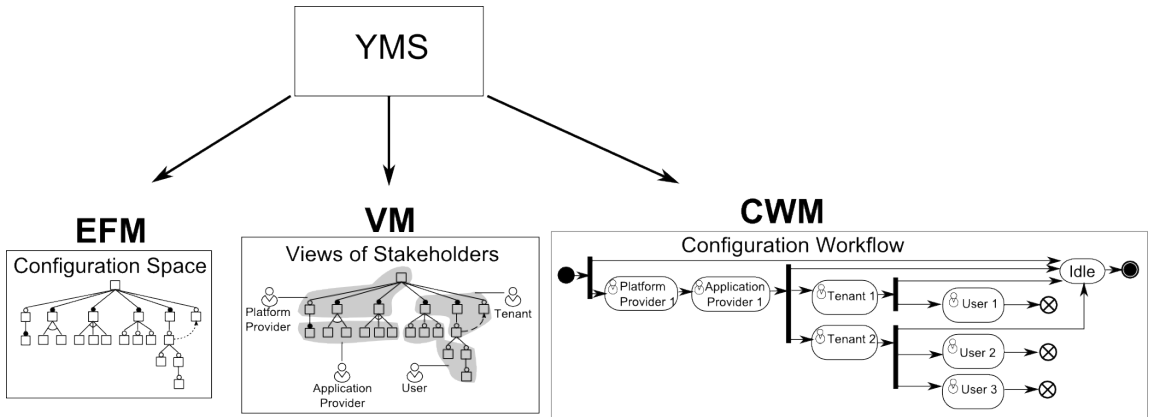 YMS
EFM
VM
CWM
Configuration Space
Views of Stakeholders
Platform
Provider
Tenant
Application
Provider
User
Configuration Workflow
Platform
Provider 1
Application
Provider 1
Tenant 1
Tenant 2
User 1
User 2
User 3
Idle